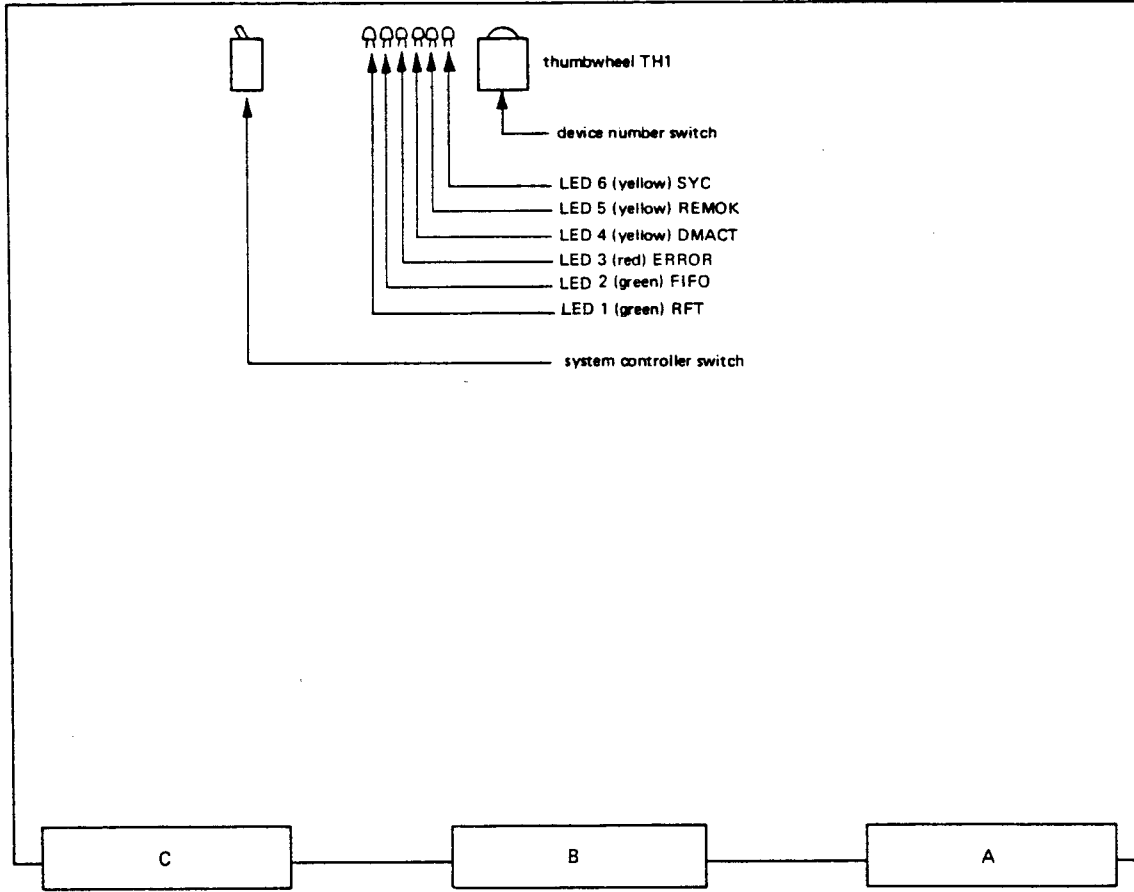 thumbwheel TH1
device number switch
LED 6 (yellow) SYC
LED 5 (yellow) REMOK
LED 4 (yellow) DMACT
LED 3 (red) ERROR
LED 2 (green) FIFO
LED 1 (green) RFT
system controller switch
C B A